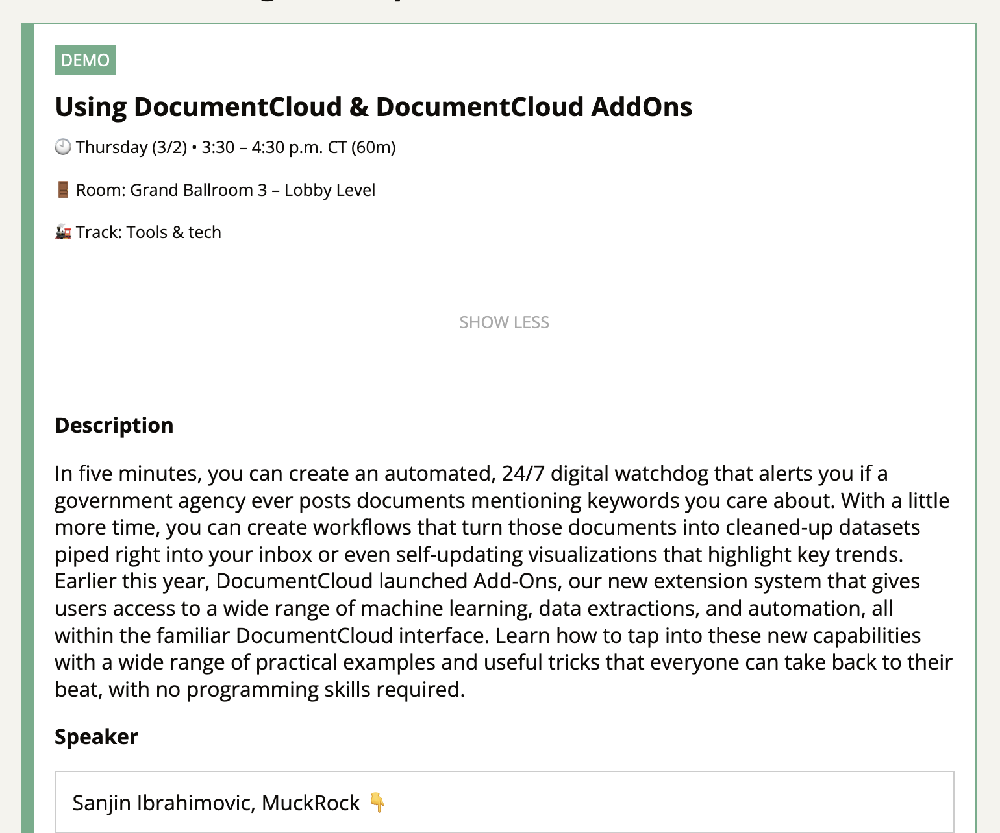 DEMO
Using DocumentCloud & DocumentCloud AddOns
🕙 Thursday (3/2) • 3:30 – 4:30 p.m. CT (60m)
🚪 Room: Grand Ballroom 3 – Lobby Level
🚂 Track: Tools & tech
SHOW LESS
Description
In five minutes, you can create an automated, 24/7 digital watchdog that alerts you if a
government agency ever posts documents mentioning keywords you care about. With a little
more time, you can create workflows that turn those documents into cleaned-up datasets
piped right into your inbox or even self-updating visualizations that highlight key trends.
Earlier this year, DocumentCloud launched Add-Ons, our new extension system that gives
users access to a wide range of machine learning, data extractions, and automation, all
within the familiar DocumentCloud interface. Learn how to tap into these new capabilities
with a wide range of practical examples and useful tricks that everyone can take back to their
beat, with no programming skills required.
Speaker
Sanjin Ibrahimovic, MuckRock 👇